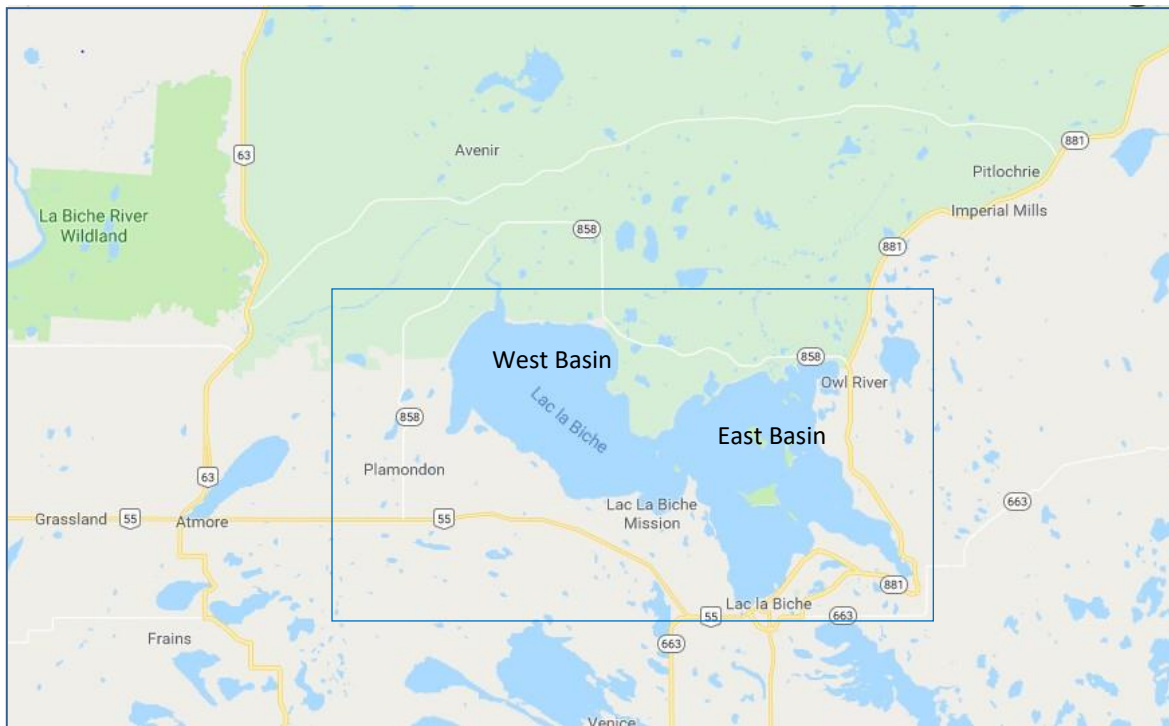 Avenir
881
63
Pitlochrie
La Biche River
Wildland
Imperial Mills
858
881
West Basin
858
Owl River
Lac la Biche
858
East Basin
Plamondon
63
Lac La Biche
Mission
663
Grassland
55
Atmore
55
881
Lac la Biche
55
663
Frains
663
Venice